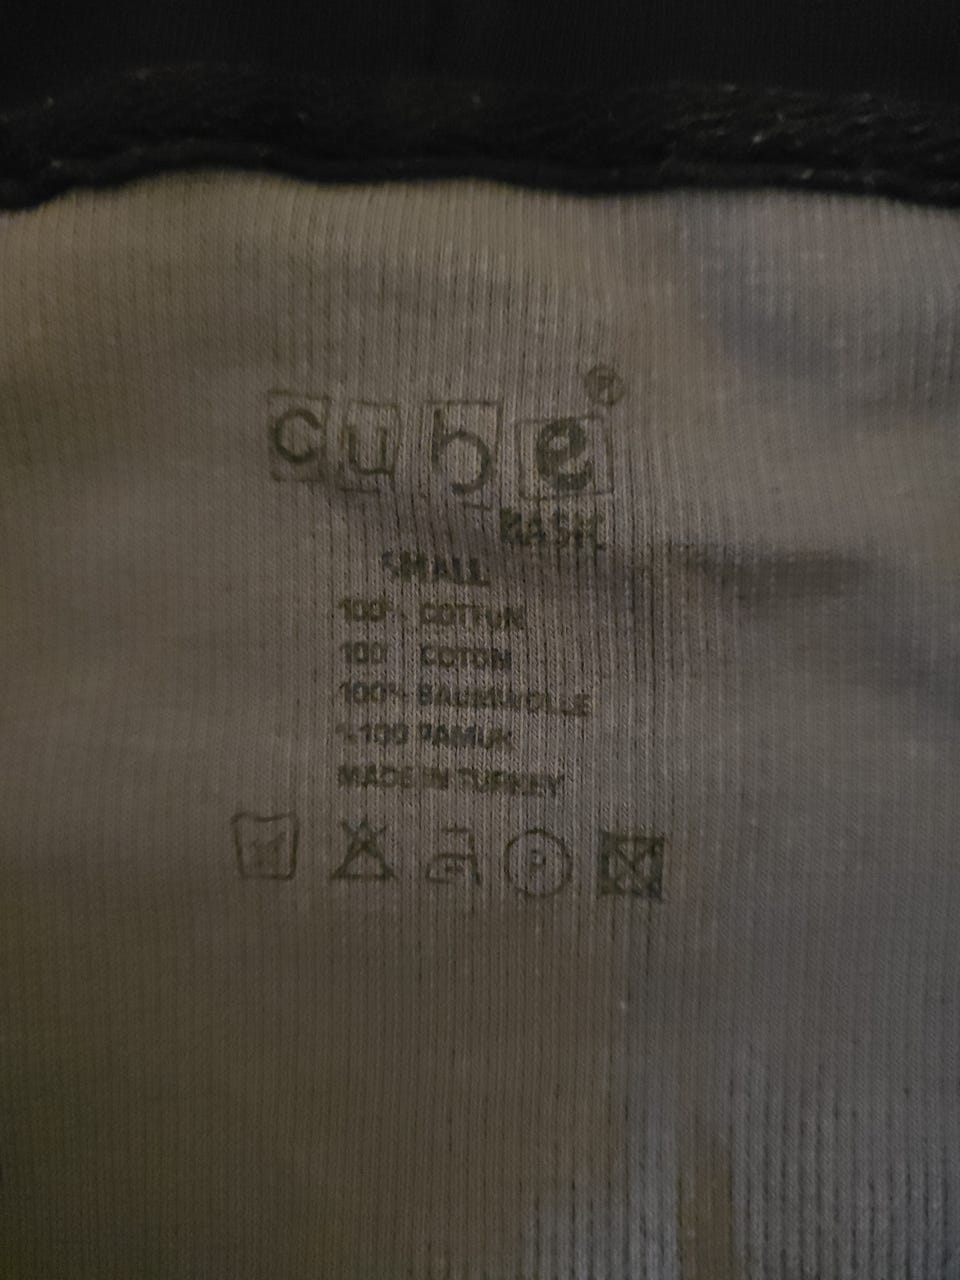 cube ®
SMALL
100% COTTON
100 COTON
100% BAUMWOLLE
%100 PAMUK
MADE IN TURKEY
P